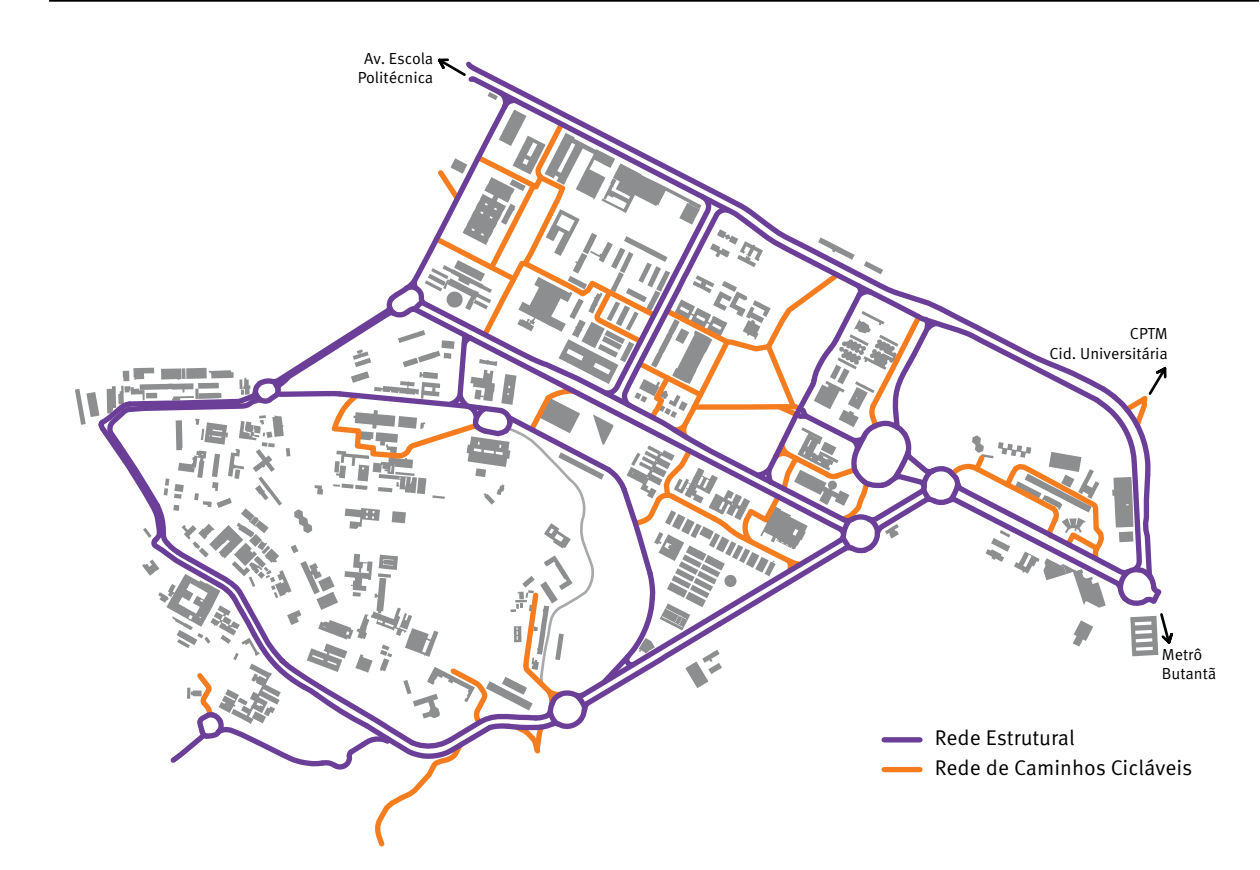 Av. Escola
Politécnica
CPTM
Cid. Universitária
Metrô
Butantã
Rede Estrutural
Rede de Caminhos Cicláveis